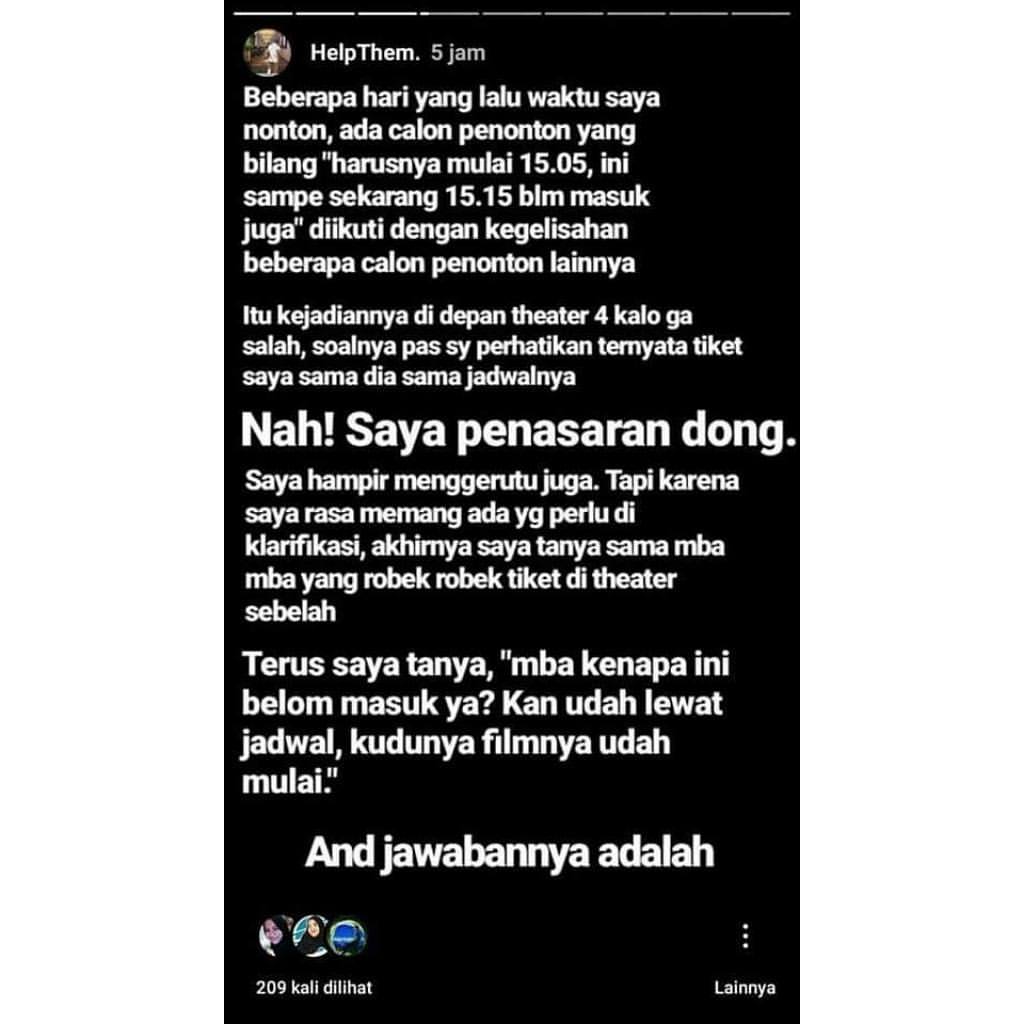 HelpThem. 5 jam
Beberapa hari yang lalu waktu saya
nonton, ada calon penonton yang
bilang "harusnya mulai 15.05, ini
sampe sekarang 15.15 blm masuk
juga" diikuti dengan kegelisahan
beberapa calon penonton lainnya
Itu kejadiannya di depan theater 4 kalo ga
salah, soalnya pas sy perhatikan ternyata tiket
saya sama dia sama jadwalnya
Nah! Saya penasaran dong.
Saya hampir menggerutu juga. Tapi karena
saya rasa memang ada yg perlu di
klarifikasi, akhirnya saya tanya sama mba
mba yang robek robek tiket di theater
sebelah
Terus saya tanya, "mba kenapa ini
belom masuk ya? Kan udah lewat
jadwal, kudunya filmnya udah
mulai."
And jawabannya adalah
209 kali dilihat
Lainnya